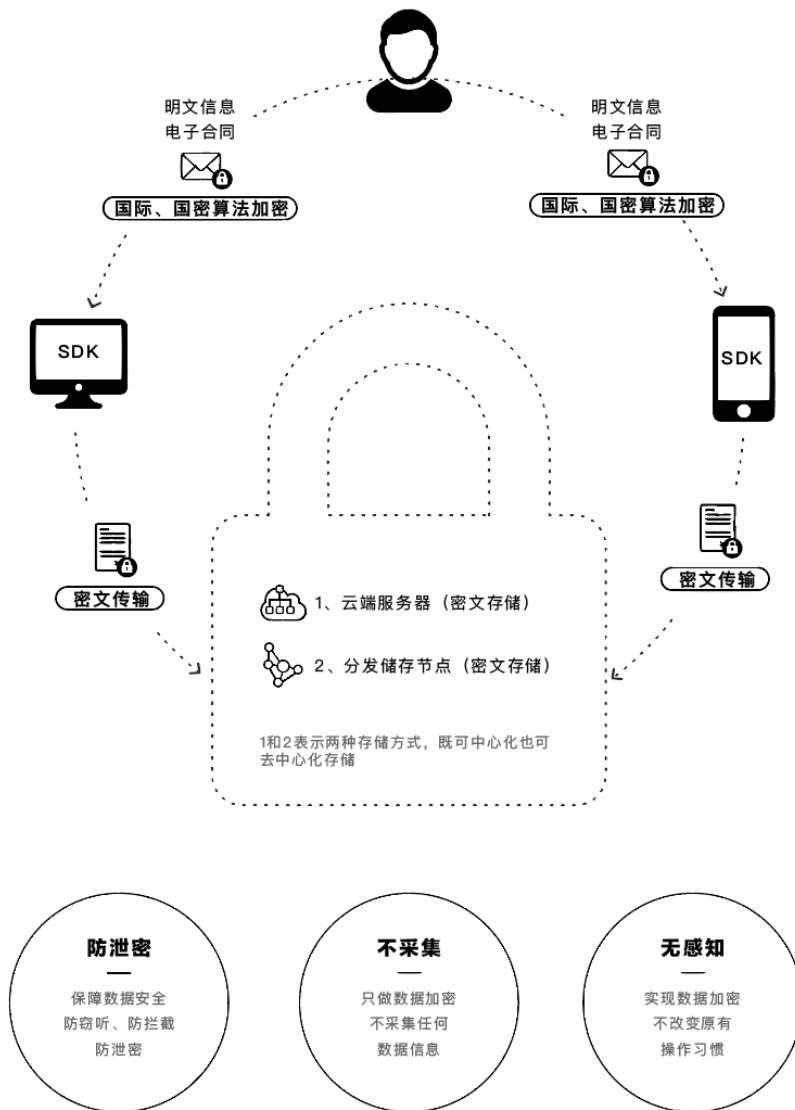 明文信息
电子合同
国际、国密算法加密
明文信息
电子合同
国际、国密算法加密
SDK
SDK
密文传输
密文传输
1、云端服务器（密文存储）
2、分发储存节点（密文存储）
1和2表示两种存储方式，既可中心化也可
去中心化存储
防泄密
保障数据安全
防窃听、防拦截
防泄密
不采集
只做数据加密
不采集任何
数据信息
无感知
实现数据加密
不改变原有
操作习惯